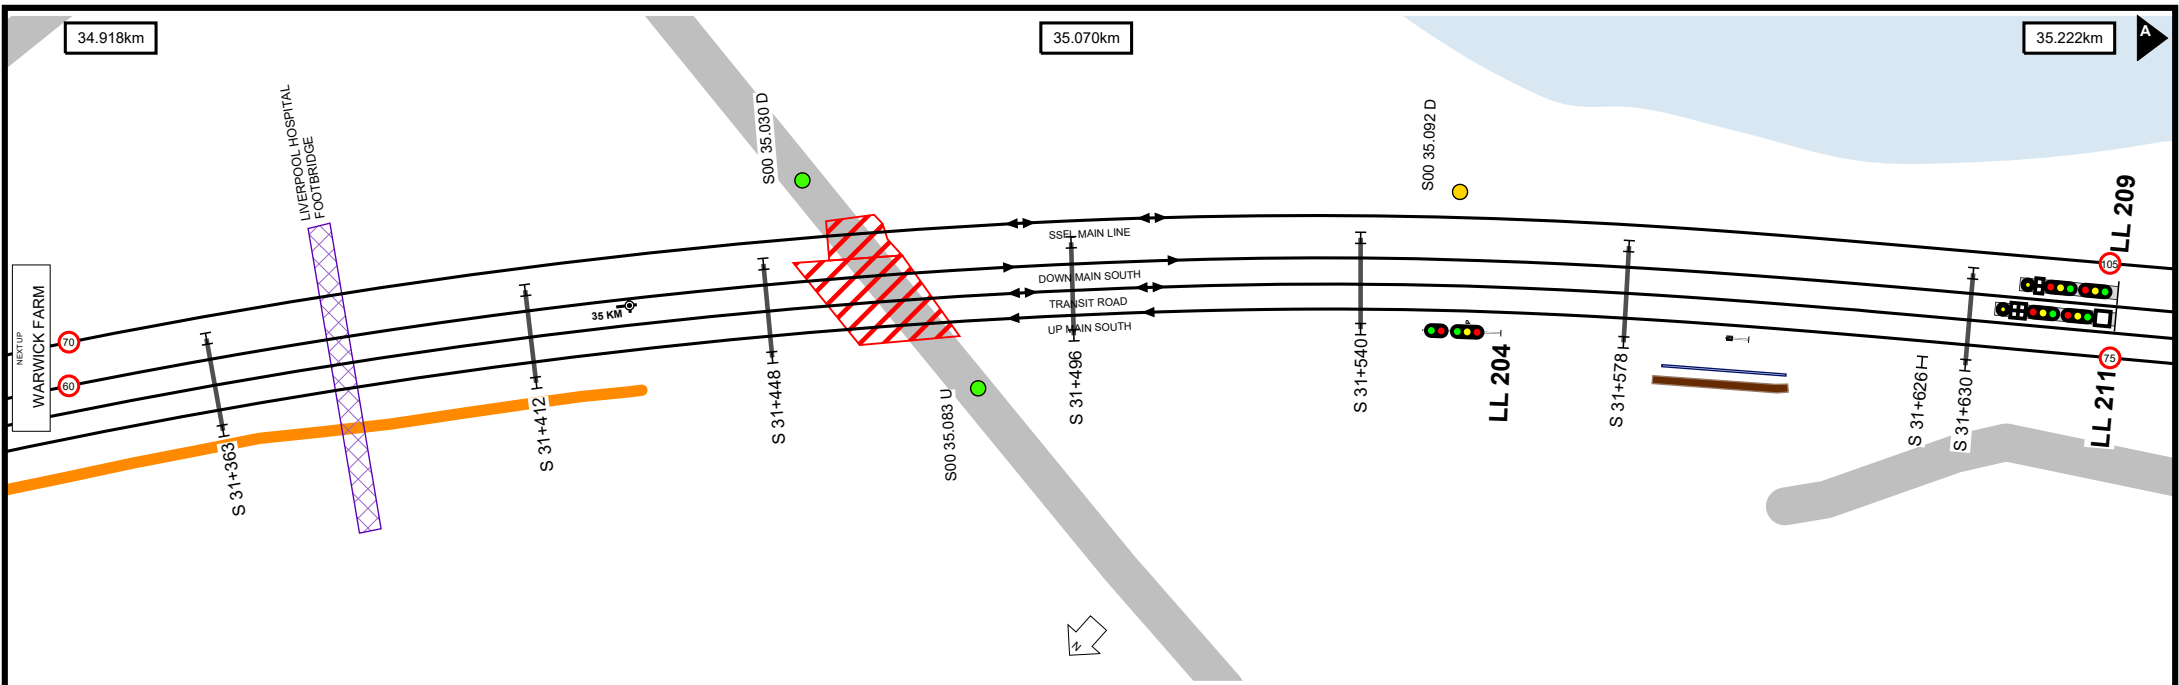 34.918km
35.070km
35.222km
A
LIVERPOOL HOSPITAL
FOOTBRIDGE
S00 35.030 D
S00 35.092 D
LL 209
SSFL MAIN LINE
DOWN MAIN SOUTH
TRANSIT ROAD
UP MAIN SOUTH
105
NEXT UP
WARWICK FARM
70
60
35 KM
75
LL 204
LL 211
S 31+363
S 31+412
S 31+448
S00 35.083 U
S 31+496
S 31+540
S 31+578
S 31+626
S 31+630
N